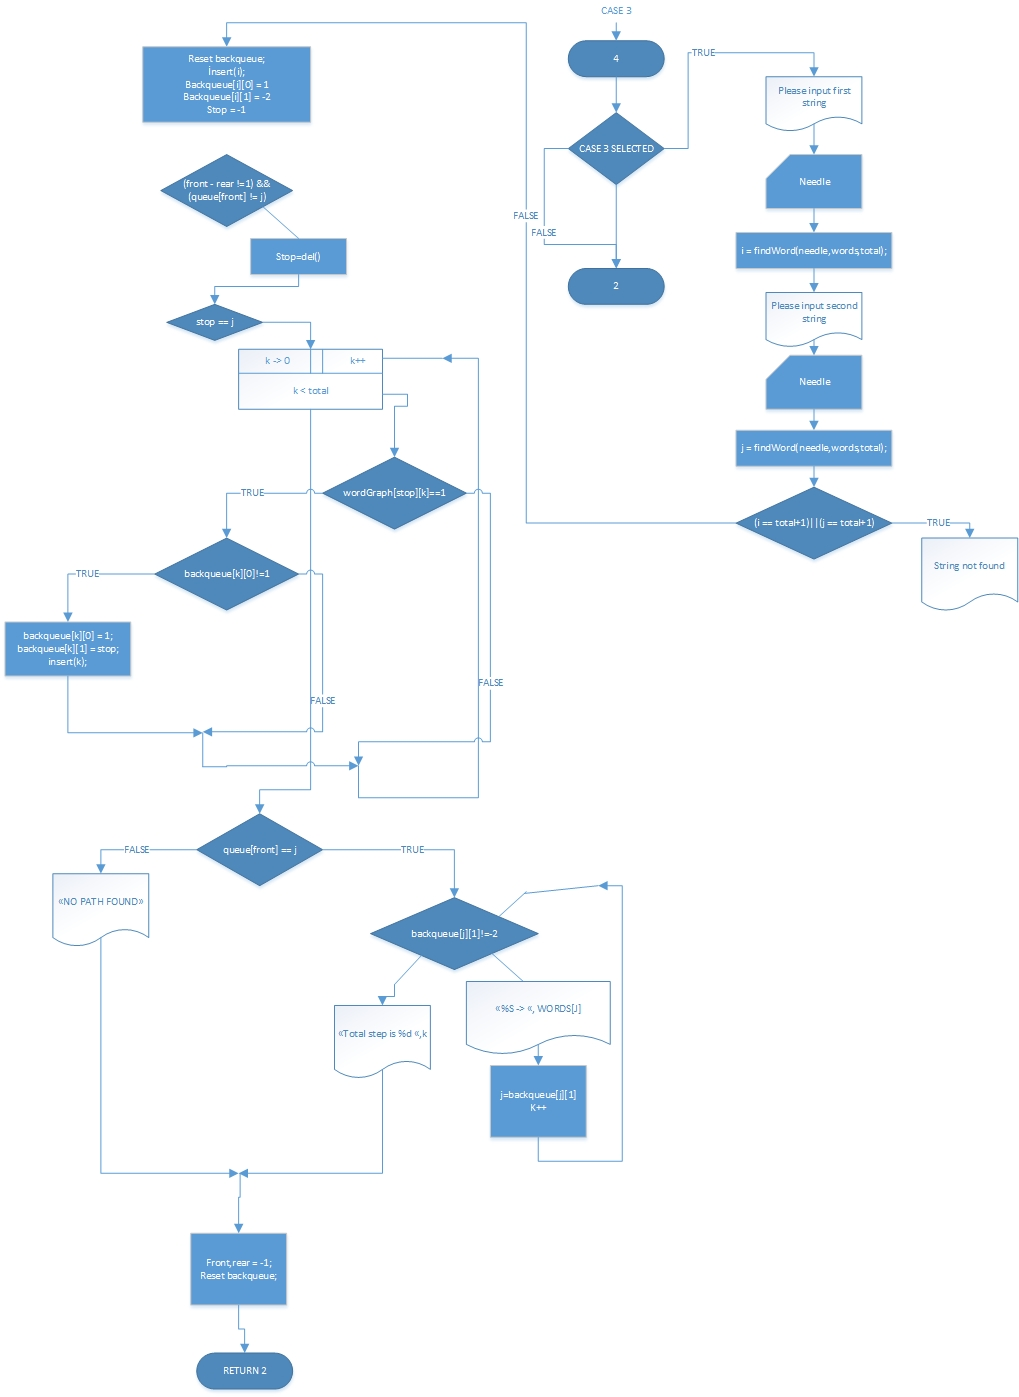 CASE 3
4
CASE 3 SELECTED
TRUE
FALSE
2
Please input first
string
Needle
i = findWord(needle,words,total);
Please input second
string
Needle
j = findWord(needle,words,total);
(i == total+1)||(j == total+1)
TRUE
String not found
FALSE
Reset backqueue;
İnsert(i);
Backqueue[i][0] = 1
Backqueue[i][1] = -2
Stop = -1
(front - rear !=1) &&
(queue[front] != j)
Stop=del()
stop == j
k -> 0
k++
k < total
wordGraph[stop][k]==1
TRUE
FALSE
backqueue[k][0]!=1
TRUE
FALSE
backqueue[k][0] = 1;
backqueue[k][1] = stop;
insert(k);
queue[front] == j
FALSE
TRUE
«NO PATH FOUND»
backqueue[j][1]!=-2
«Total step is %d «,k
«%S -> «, WORDS[J]
j=backqueue[j][1]
K++
Front,rear = -1;
Reset backqueue;
RETURN 2